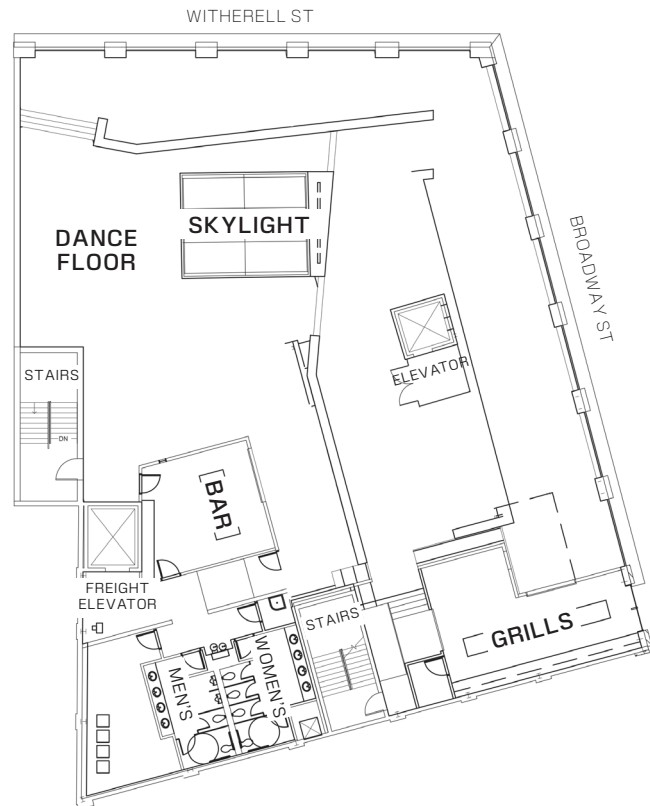 WITHERELL ST
SKYLIGHT
DANCE
FLOOR
BROADWAY ST
STAIRS
ELEVATOR
DN
BAR
FREIGHT
ELEVATOR
STAIRS
GRILLS
WOMEN'S
MEN'S